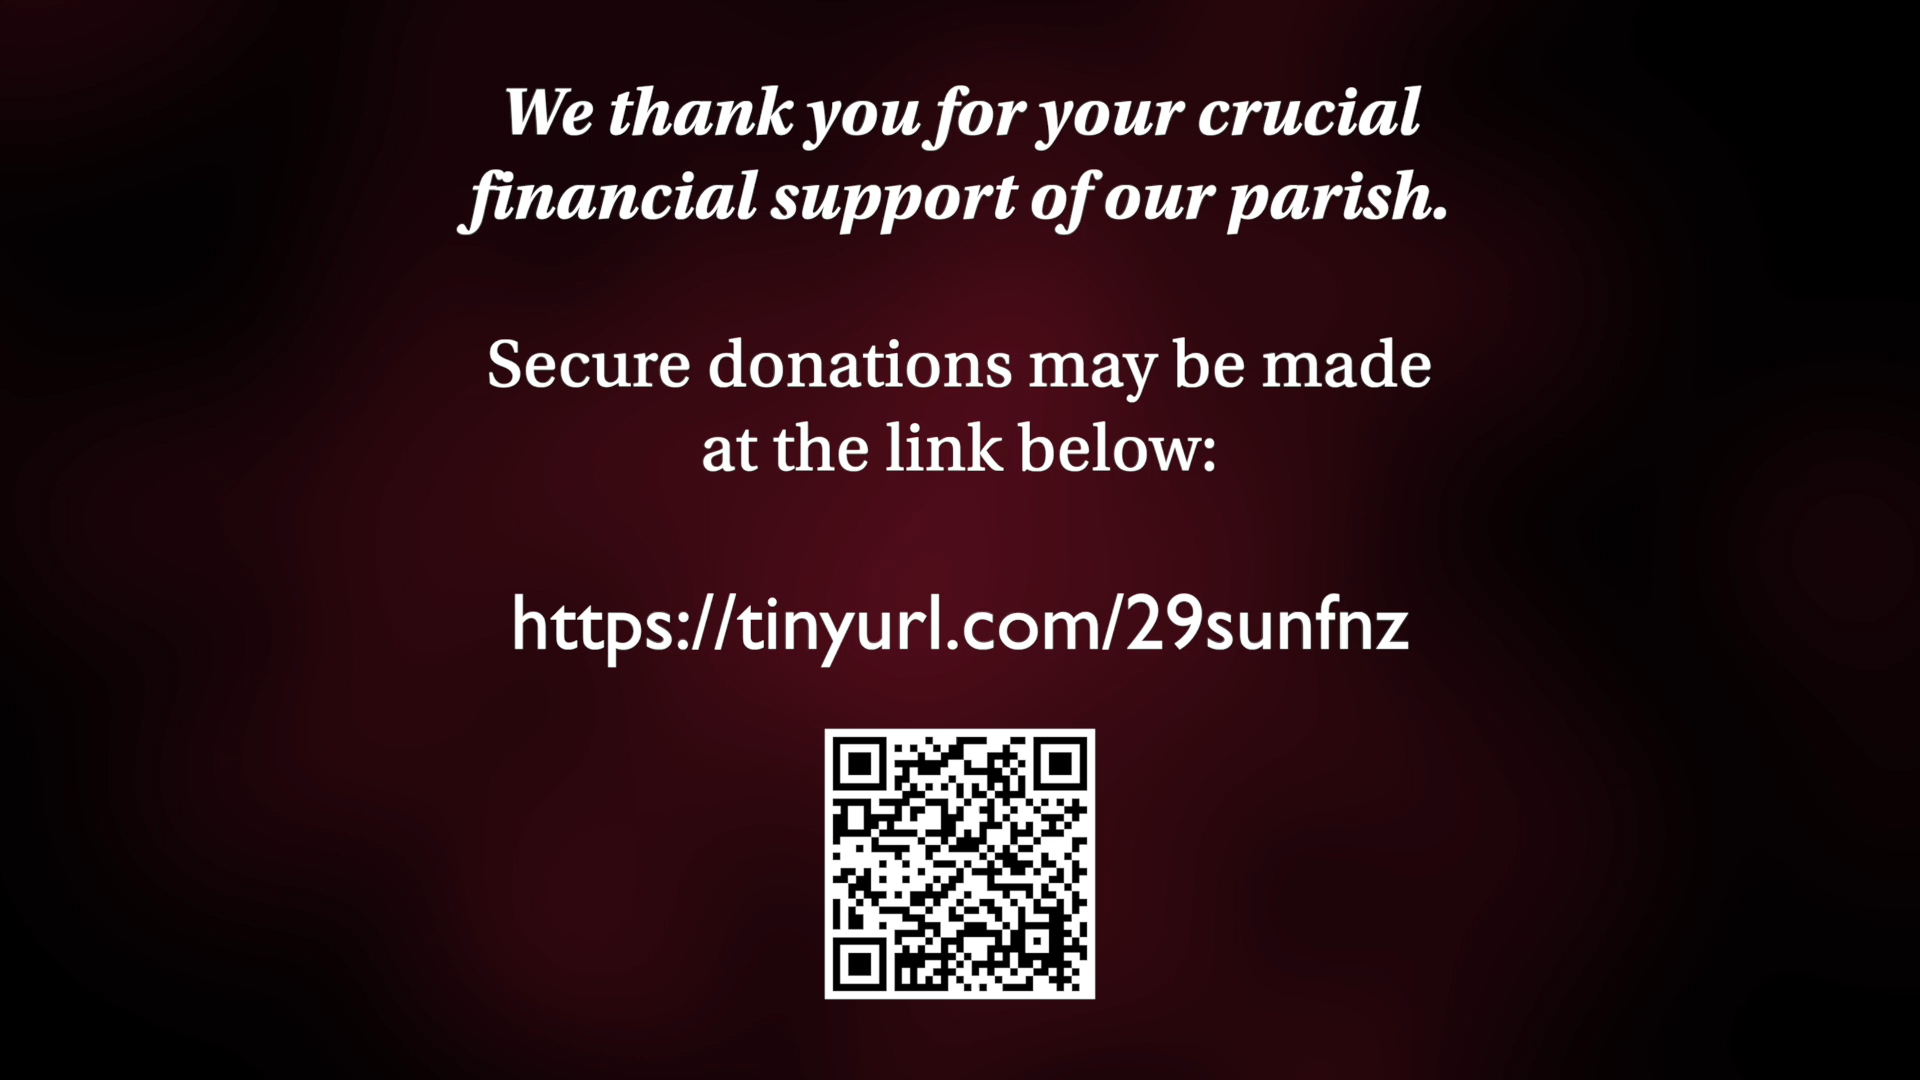 We thank you for your crucial
financial support of our parish.
Secure donations may be made
at the link below:
https://tinyurl.com/29sunfnz